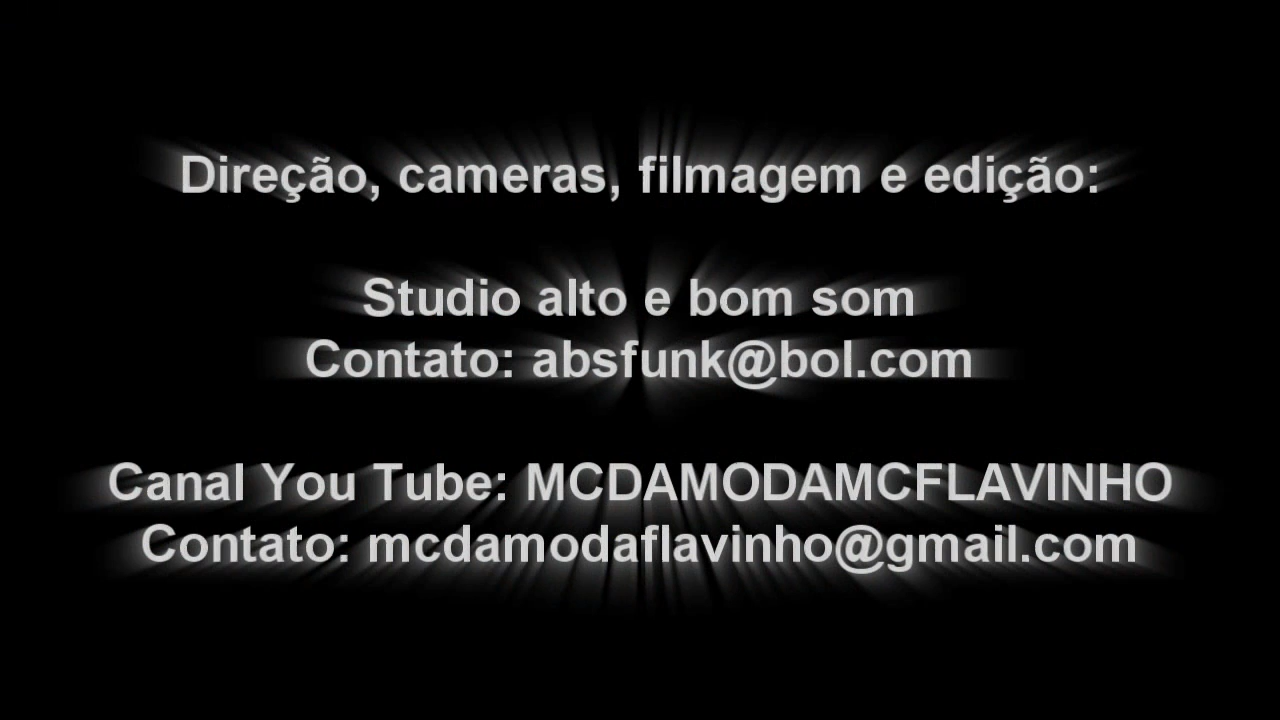 Direção, cameras, filmagem e edição:
Studio alto e bom som
Contato: absfunk@bol.com
Canal You Tube: MCDAMODAMCFLAVINHO
Contato: mcdamodaflavinho@gmail.com